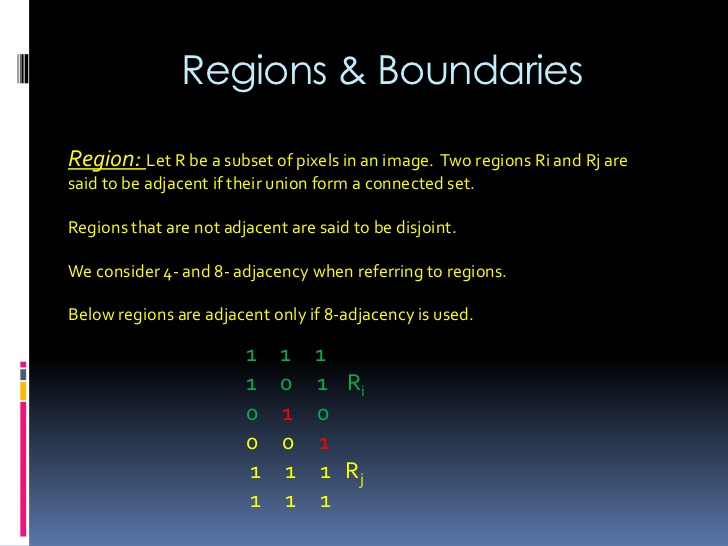 Regions & Boundaries
Region: Let R be a subset of pixels in an image. Two regions Ri and Rj are
said to be adjacent if their union form a connected set.
Regions that are not adjacent are said to be disjoint.
We consider 4- and 8- adjacency when referring to regions.
Below regions are adjacent only if 8-adjacency is used.
1 1 1
1 0 1 Ri
0 1 0
0 0 1
1 1 1 Rj
1 1 1